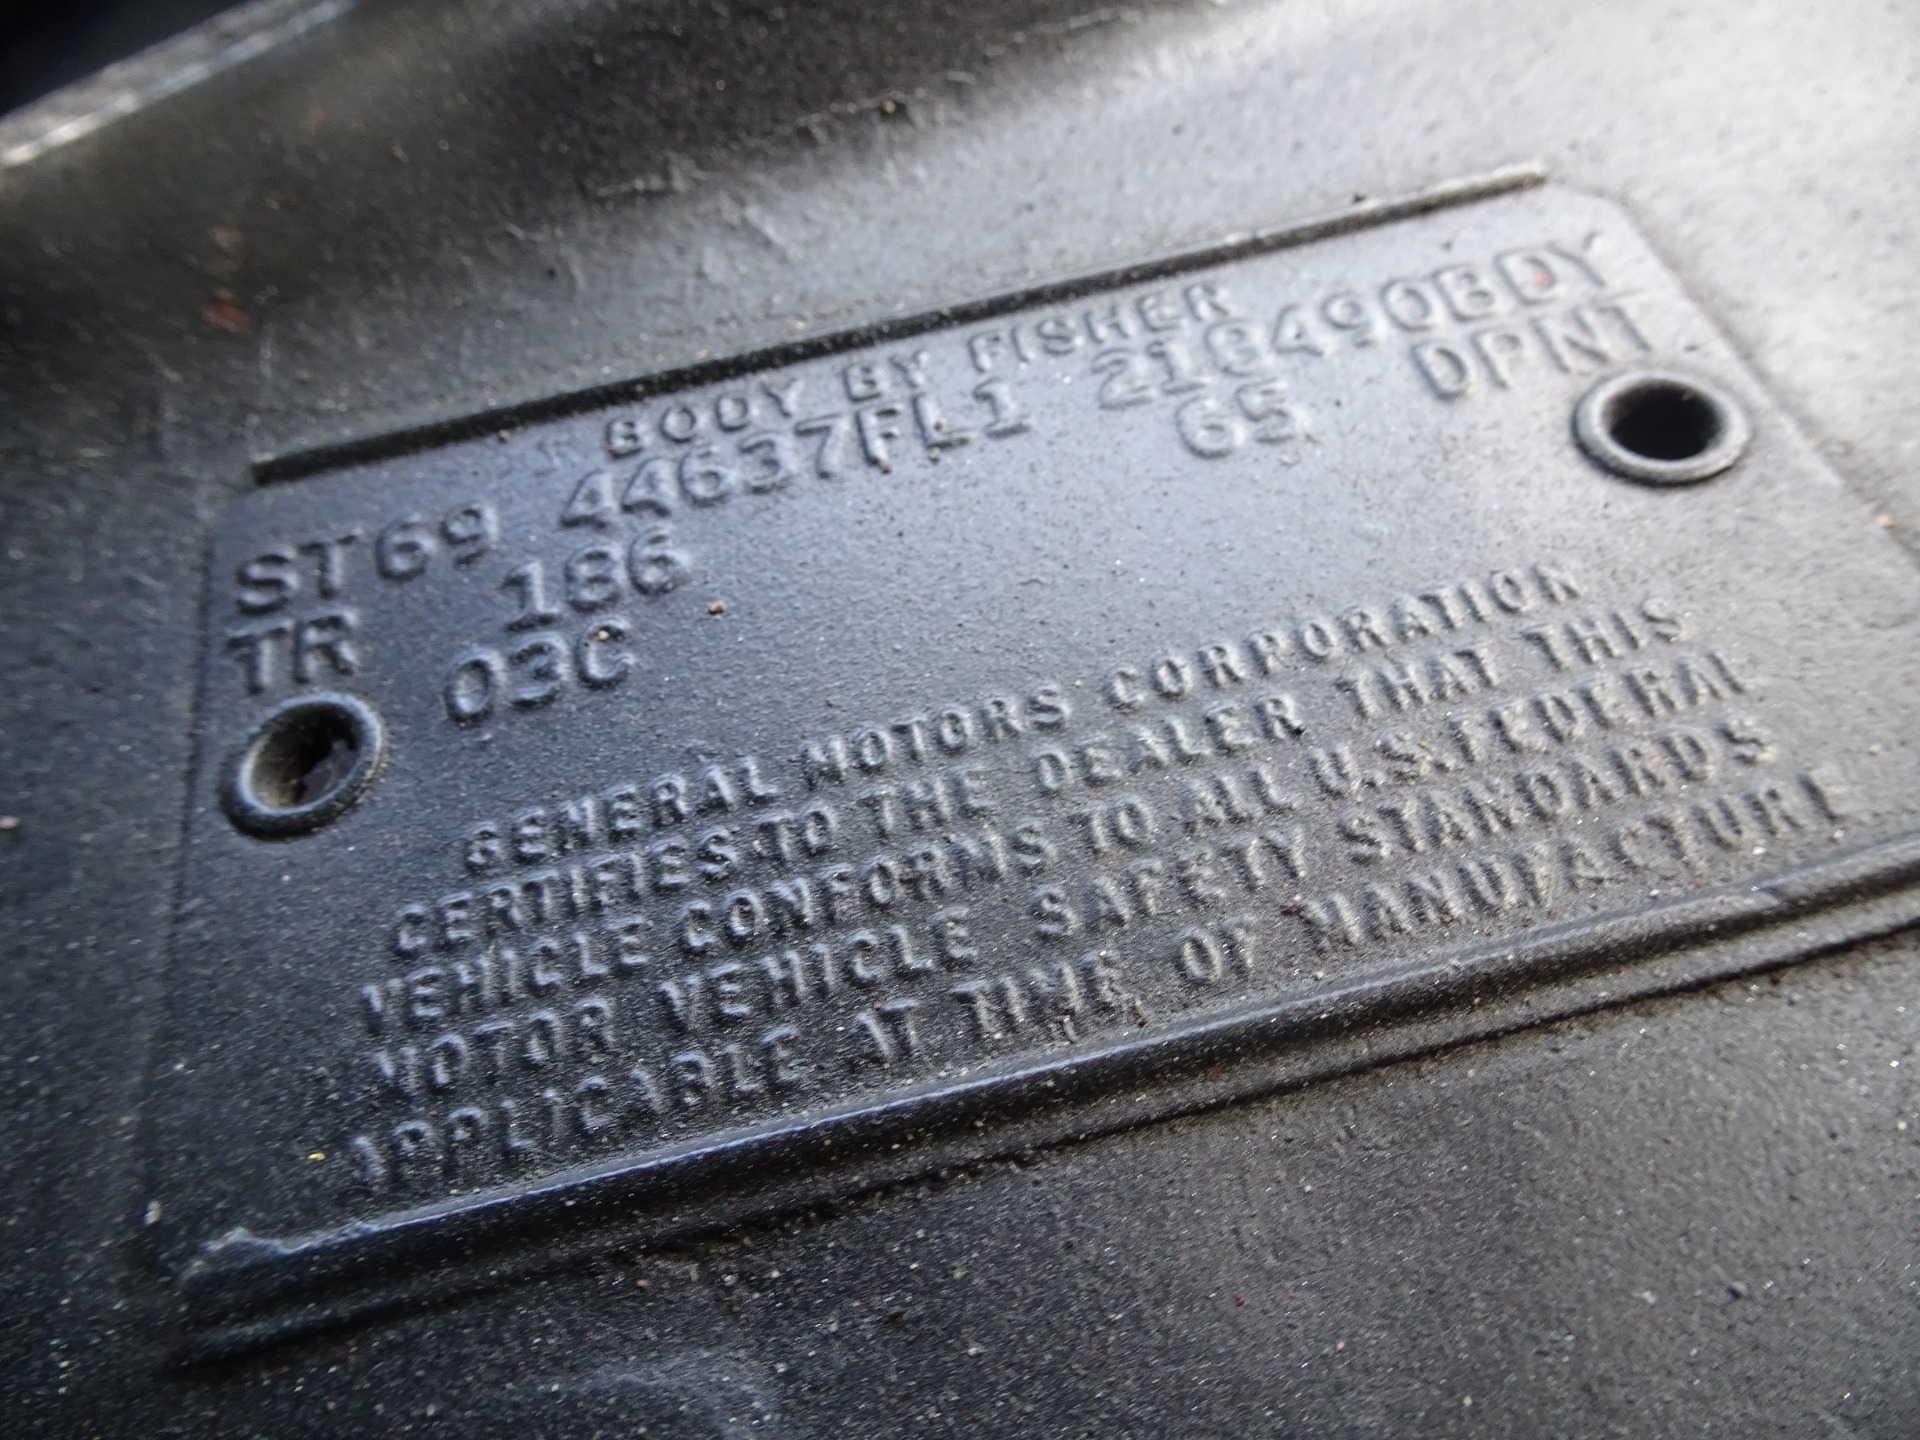 BODY BY FISHER
ST69 44637FL1 218490BDY
TR 186 65 DPNT
03C
GENERAL MOTORS CORPORATION
CERTIFIES TO THE DEALER THAT THIS
VEHICLE CONFORMS TO ALL U.S. FEDERAL
MOTOR VEHICLE SAFETY STANDARDS
APPLICABLE AT TIME OF MANUFACTURE